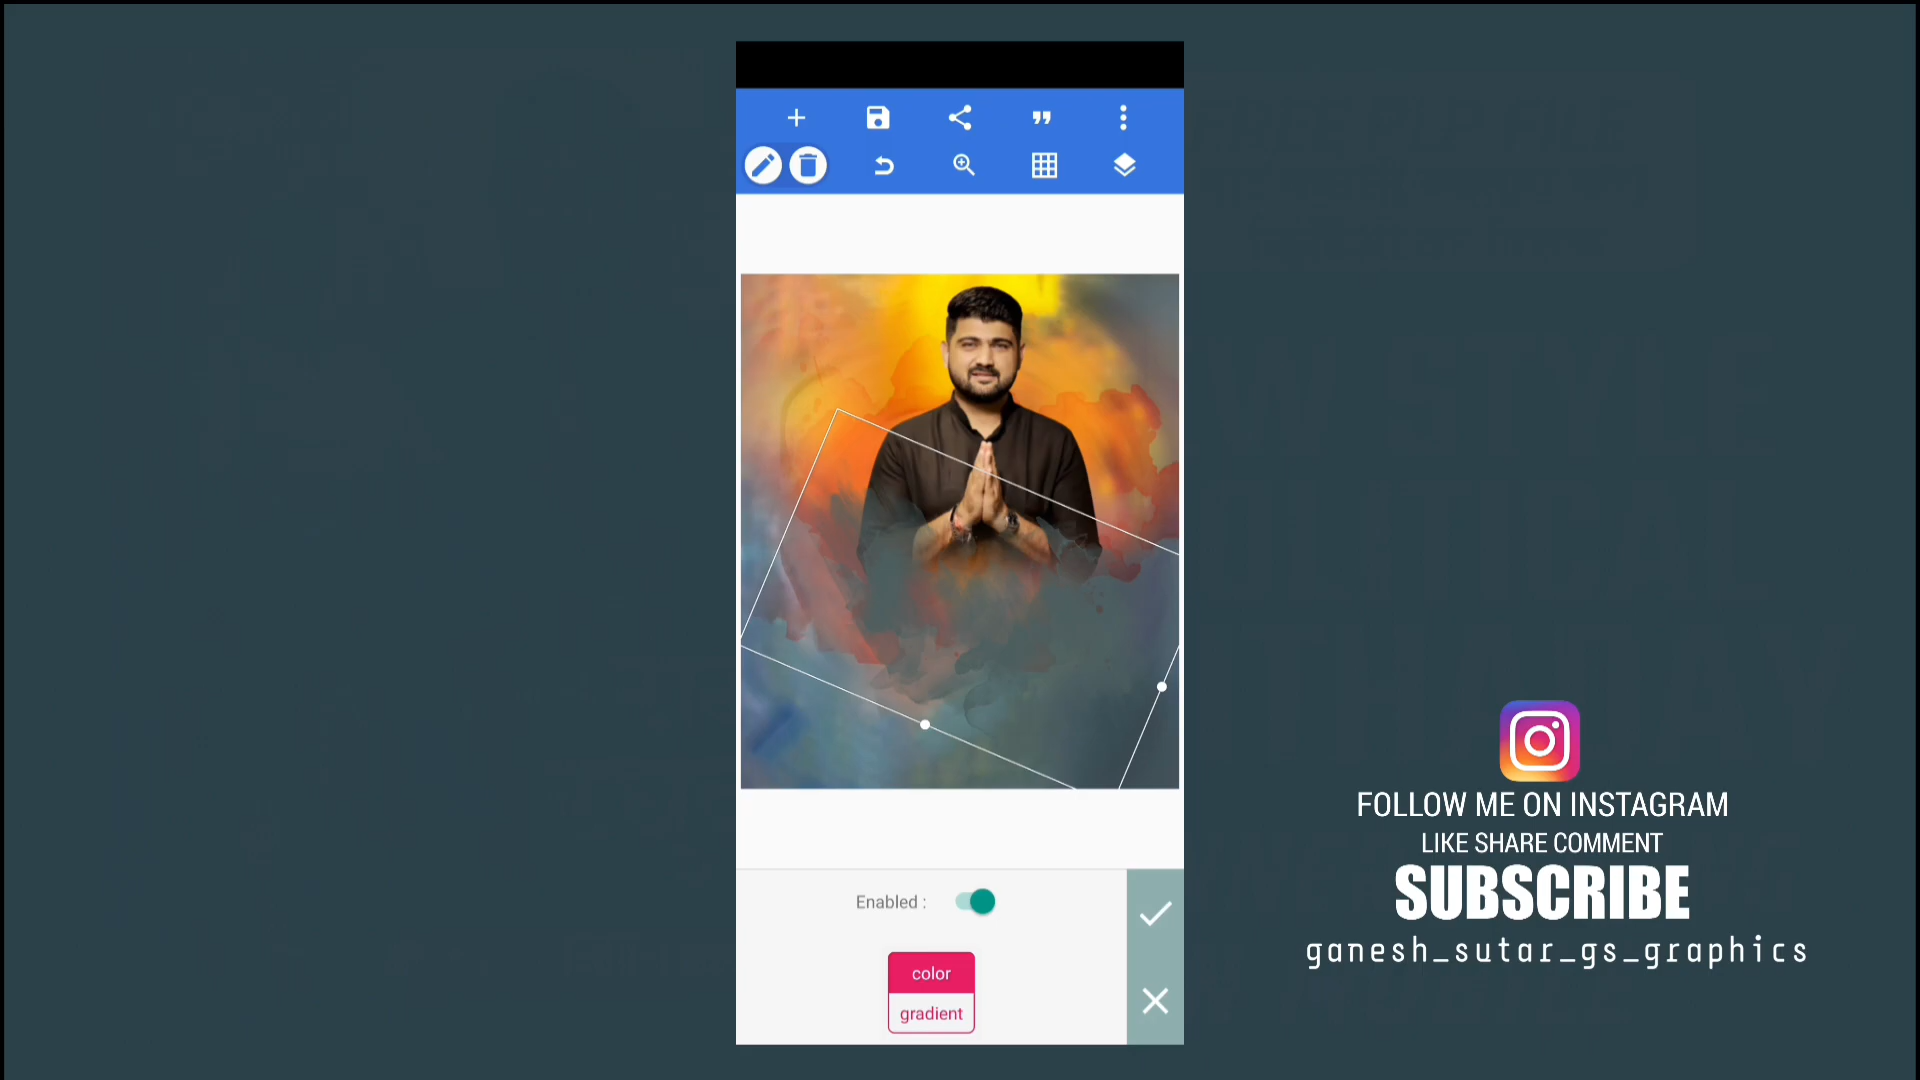 Enabled :
color
gradient
FOLLOW ME ON INSTAGRAM
LIKE SHARE COMMENT
SUBSCRIBE
ganesh_sutar_gs_graphics